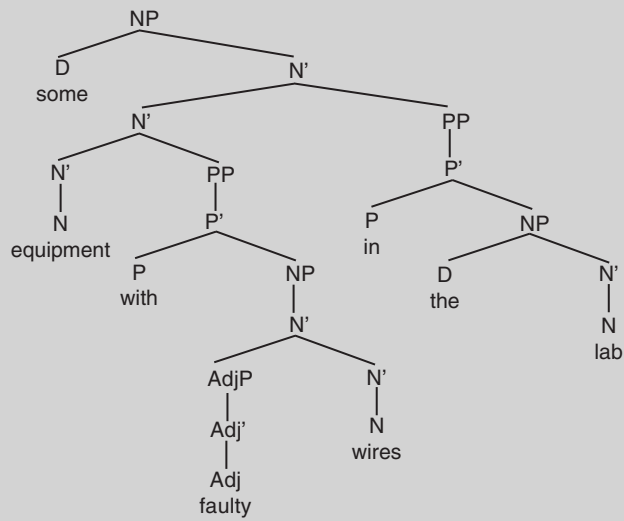 NP
D
some
N'
N'
PP
N'
PP
P'
N
P'
P
in
NP
equipment
P
with
NP
D
the
N'
N'
N
lab
AdjP
N'
Adj'
N
wires
Adj
faulty